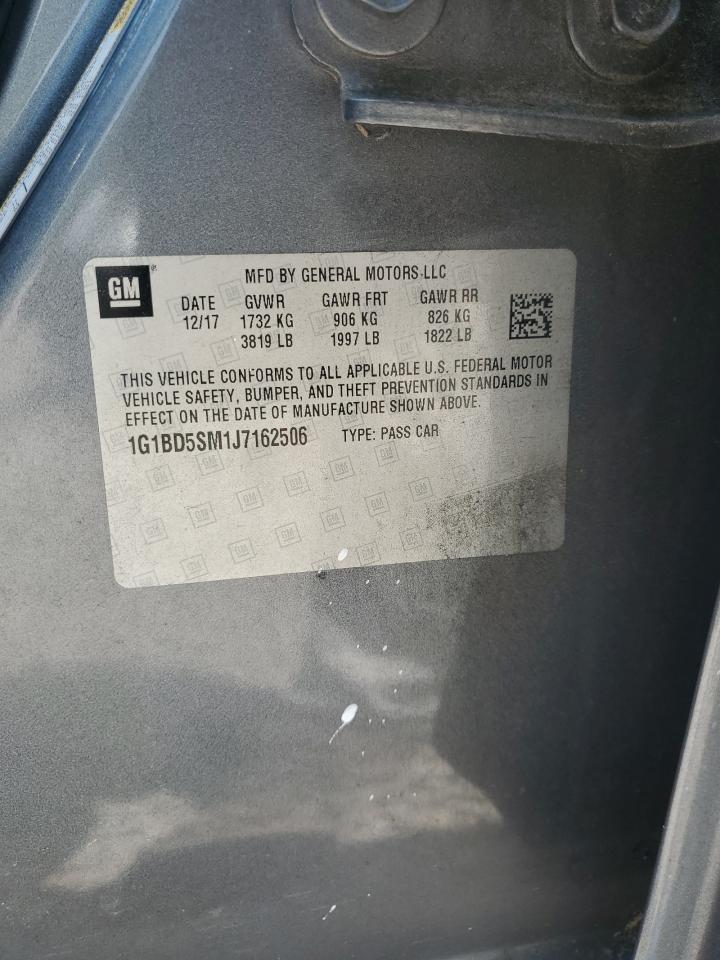 GM
MFD BY GENERAL MOTORS LLC
DATE GVWR GAWR FRT GAWR RR
12/17 1732 KG 906 KG 826 KG
3819 LB 1997 LB 1822 LB
THIS VEHICLE CONFORMS TO ALL APPLICABLE U.S. FEDERAL MOTOR
VEHICLE SAFETY, BUMPER, AND THEFT PREVENTION STANDARDS IN
EFFECT ON THE DATE OF MANUFACTURE SHOWN ABOVE.
1G1BD5SM1J7162506 TYPE: PASS CAR